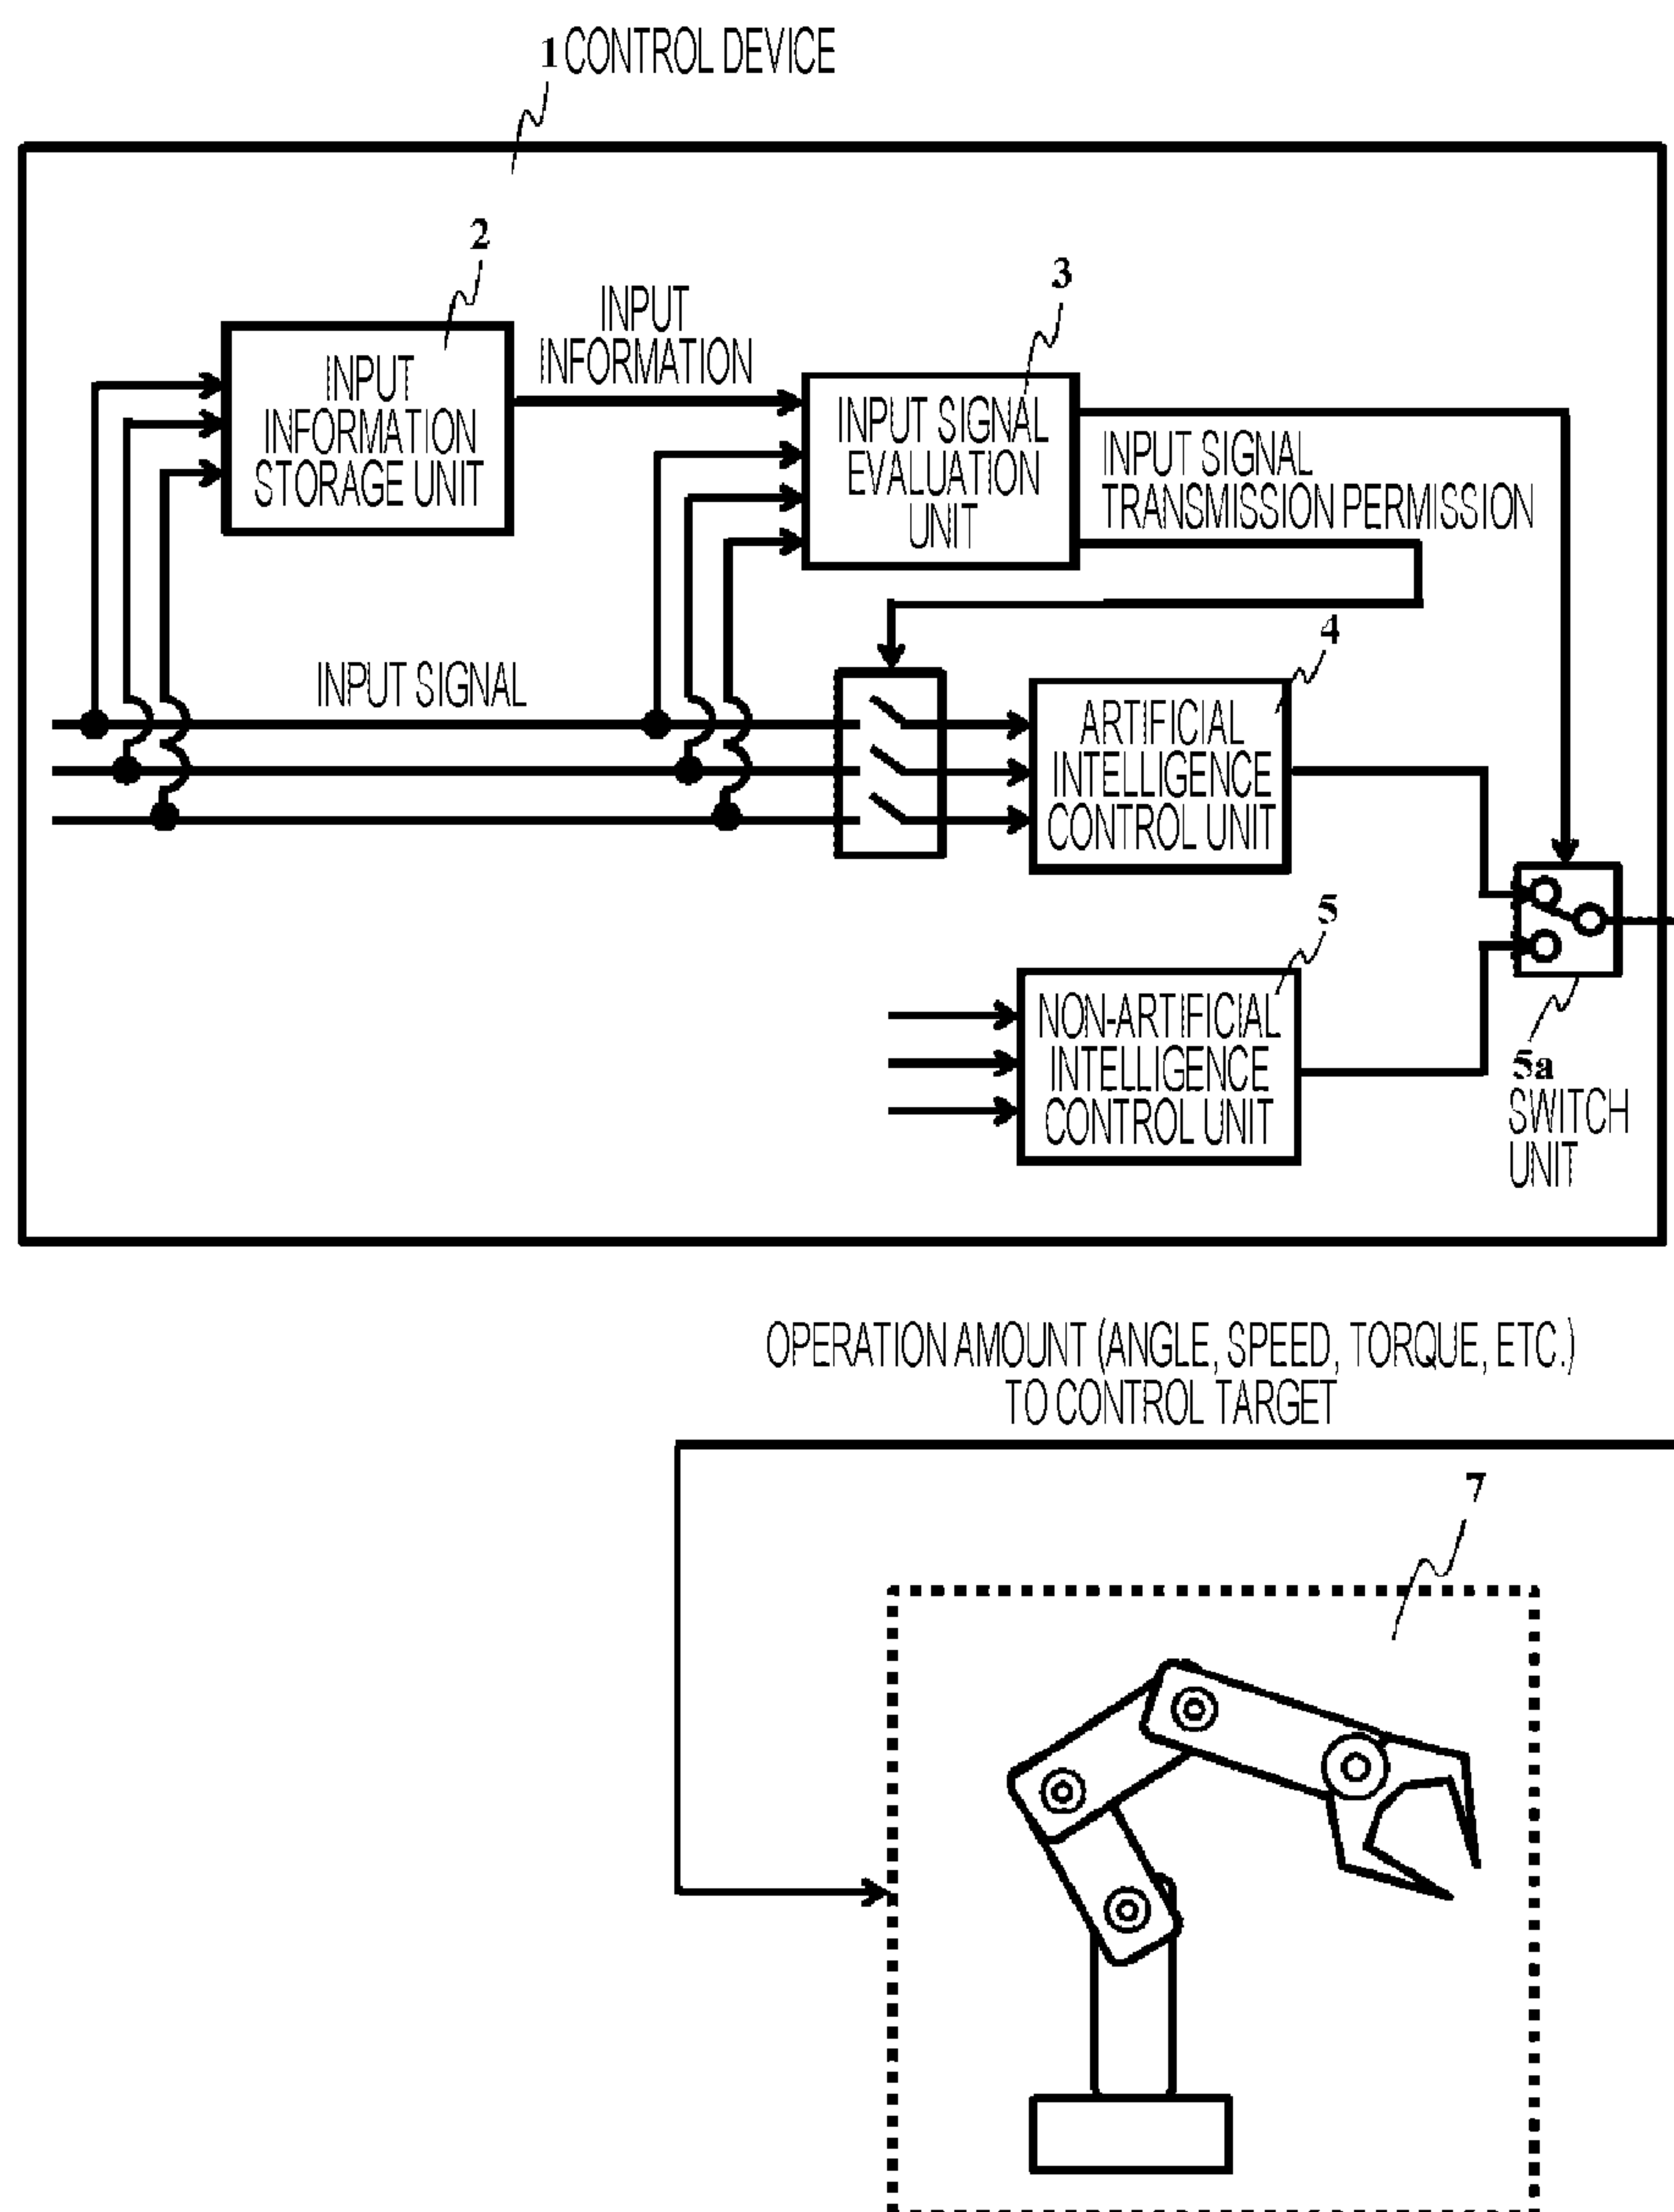 1 CONTROL DEVICE
2
INPUT
INFORMATION
3
INPUT
INFORMATION
STORAGE UNIT
INPUT SIGNAL
EVALUATION
UNIT
INPUT SIGNAL
TRANSMISSION PERMISSION
4
INPUT SIGNAL
ARTIFICIAL
INTELLIGENCE
CONTROL UNIT
5
NON-ARTIFICIAL
INTELLIGENCE
CONTROL UNIT
5a
SWITCH
UNIT
OPERATION AMOUNT (ANGLE, SPEED, TORQUE, ETC.)
TO CONTROL TARGET
7